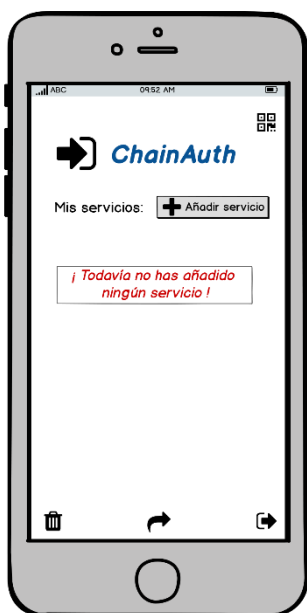 ABC 09:52 AM
ChainAuth
Mis servicios: Añadir servicio
¡ Todavía no has añadido
ningún servicio !